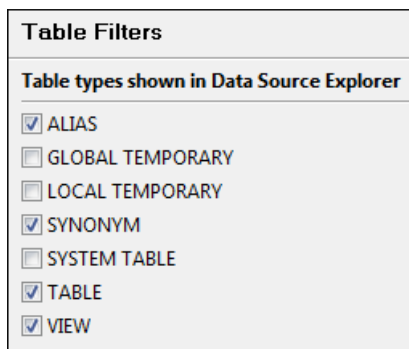 Table Filters
Table types shown in Data Source Explorer
ALIAS
GLOBAL TEMPORARY
LOCAL TEMPORARY
SYNONYM
SYSTEM TABLE
TABLE
VIEW